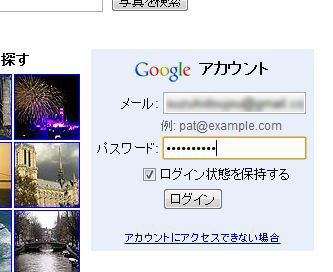 写真を検索
探す
Google アカウント
メール:
例: pat@example.com
パスワード: ••••••••••
ログイン状態を保持する
ログイン
アカウントにアクセスできない場合